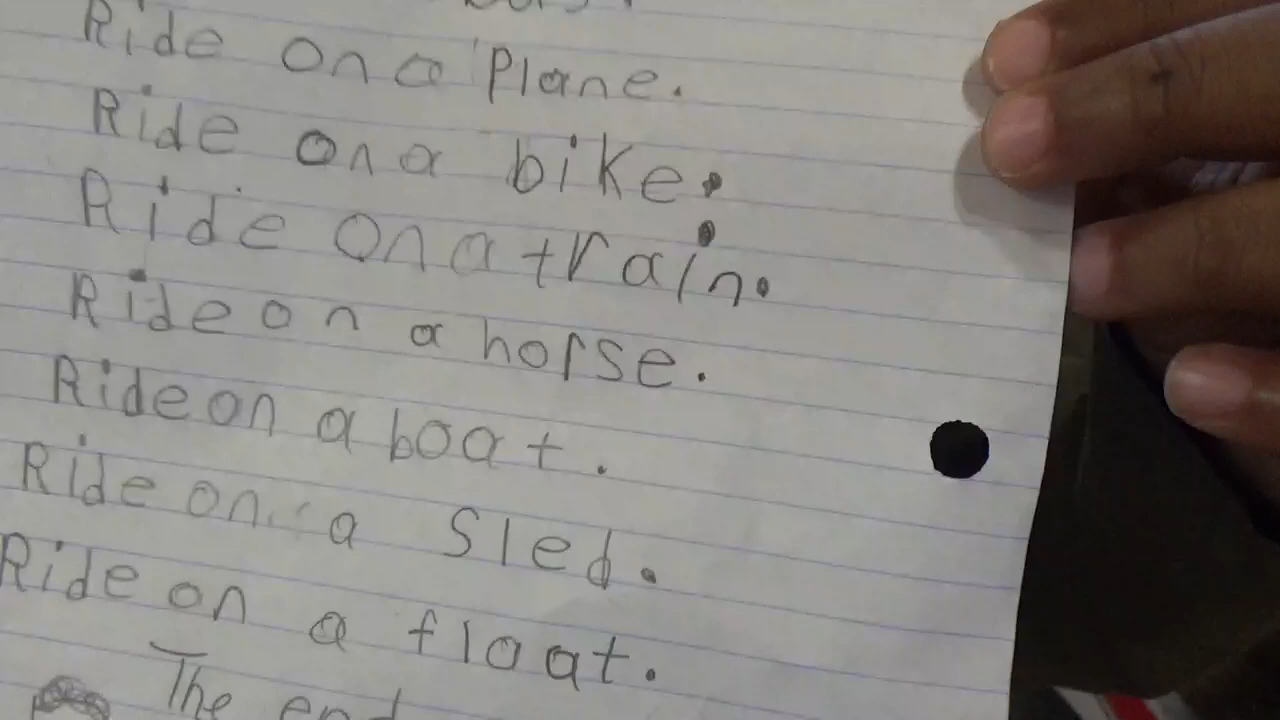 Ride on a Plane.
Ride on a bike.
Ride on a train.
Ride on a horse.
Ride on a boat.
Ride on a Sled.
Ride on a float.
The end